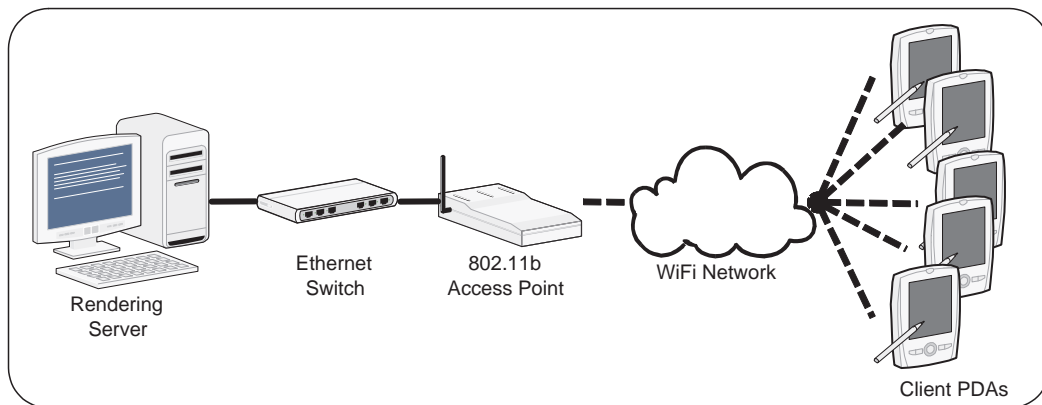 Rendering
Server
Ethernet
Switch
802.11b
Access Point
WiFi Network
Client PDAs